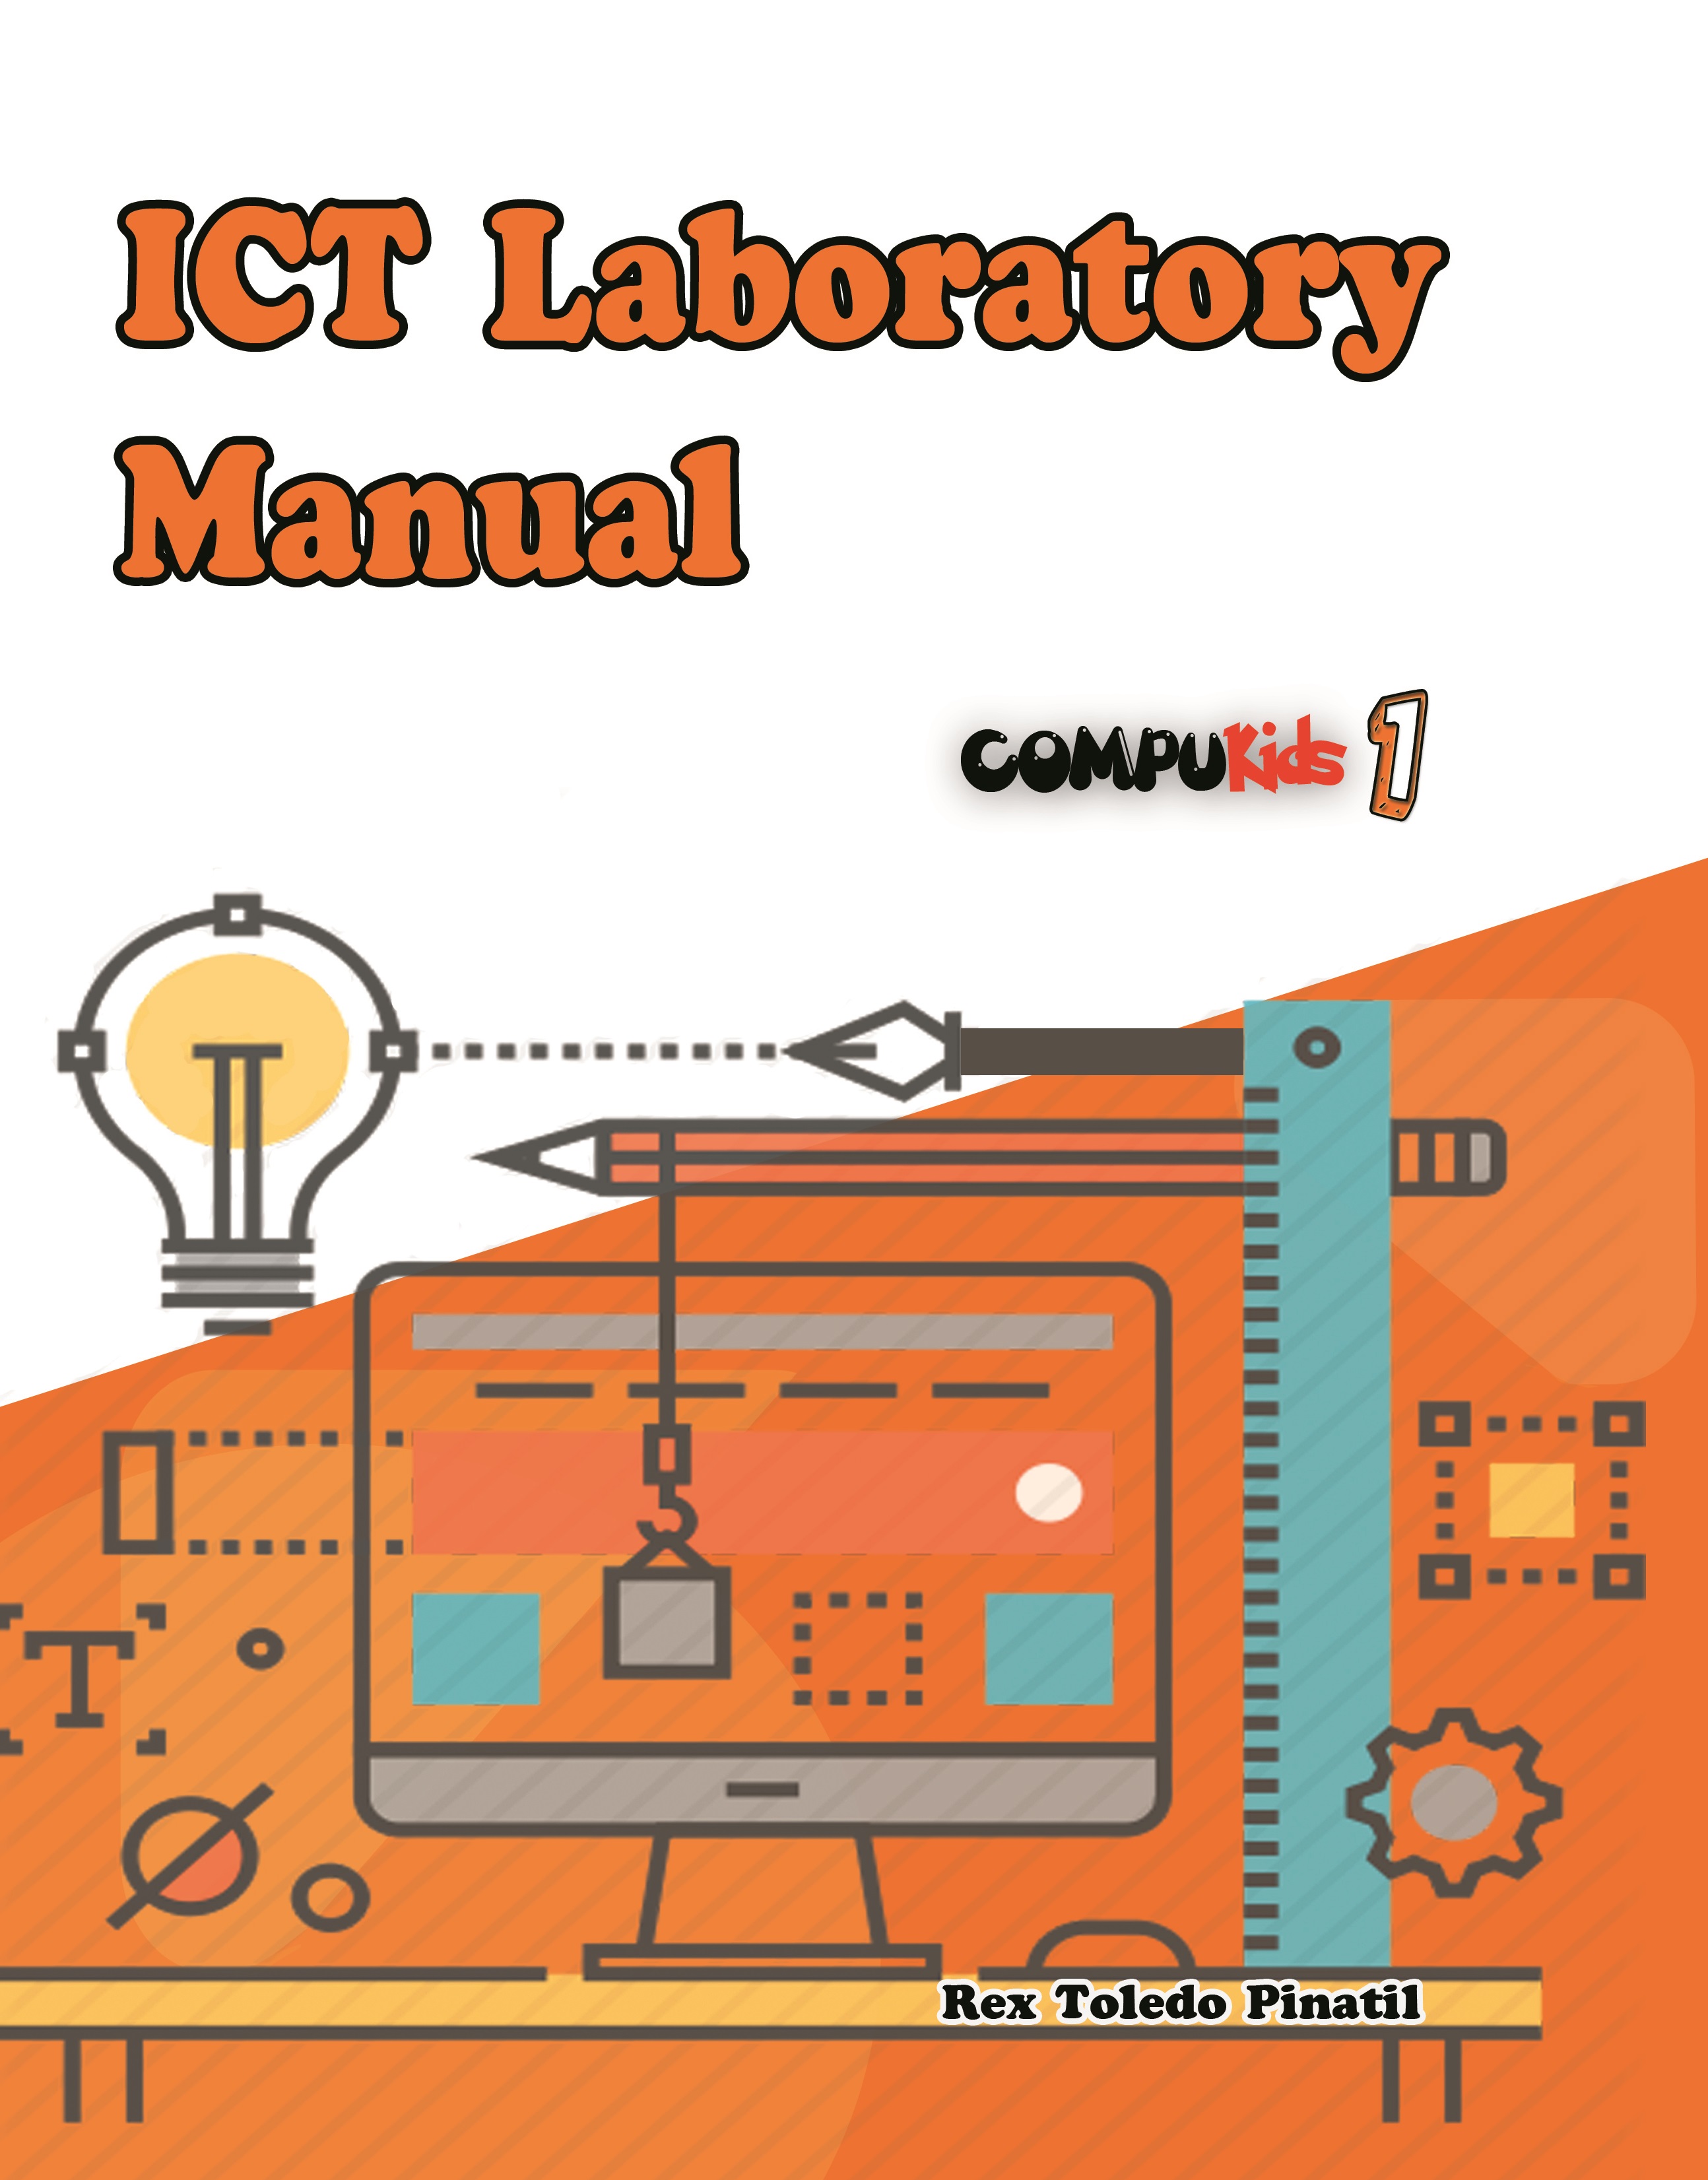 ICT Laboratory
Manual
COMPUKids 1
T
Rex Toledo Pinatil